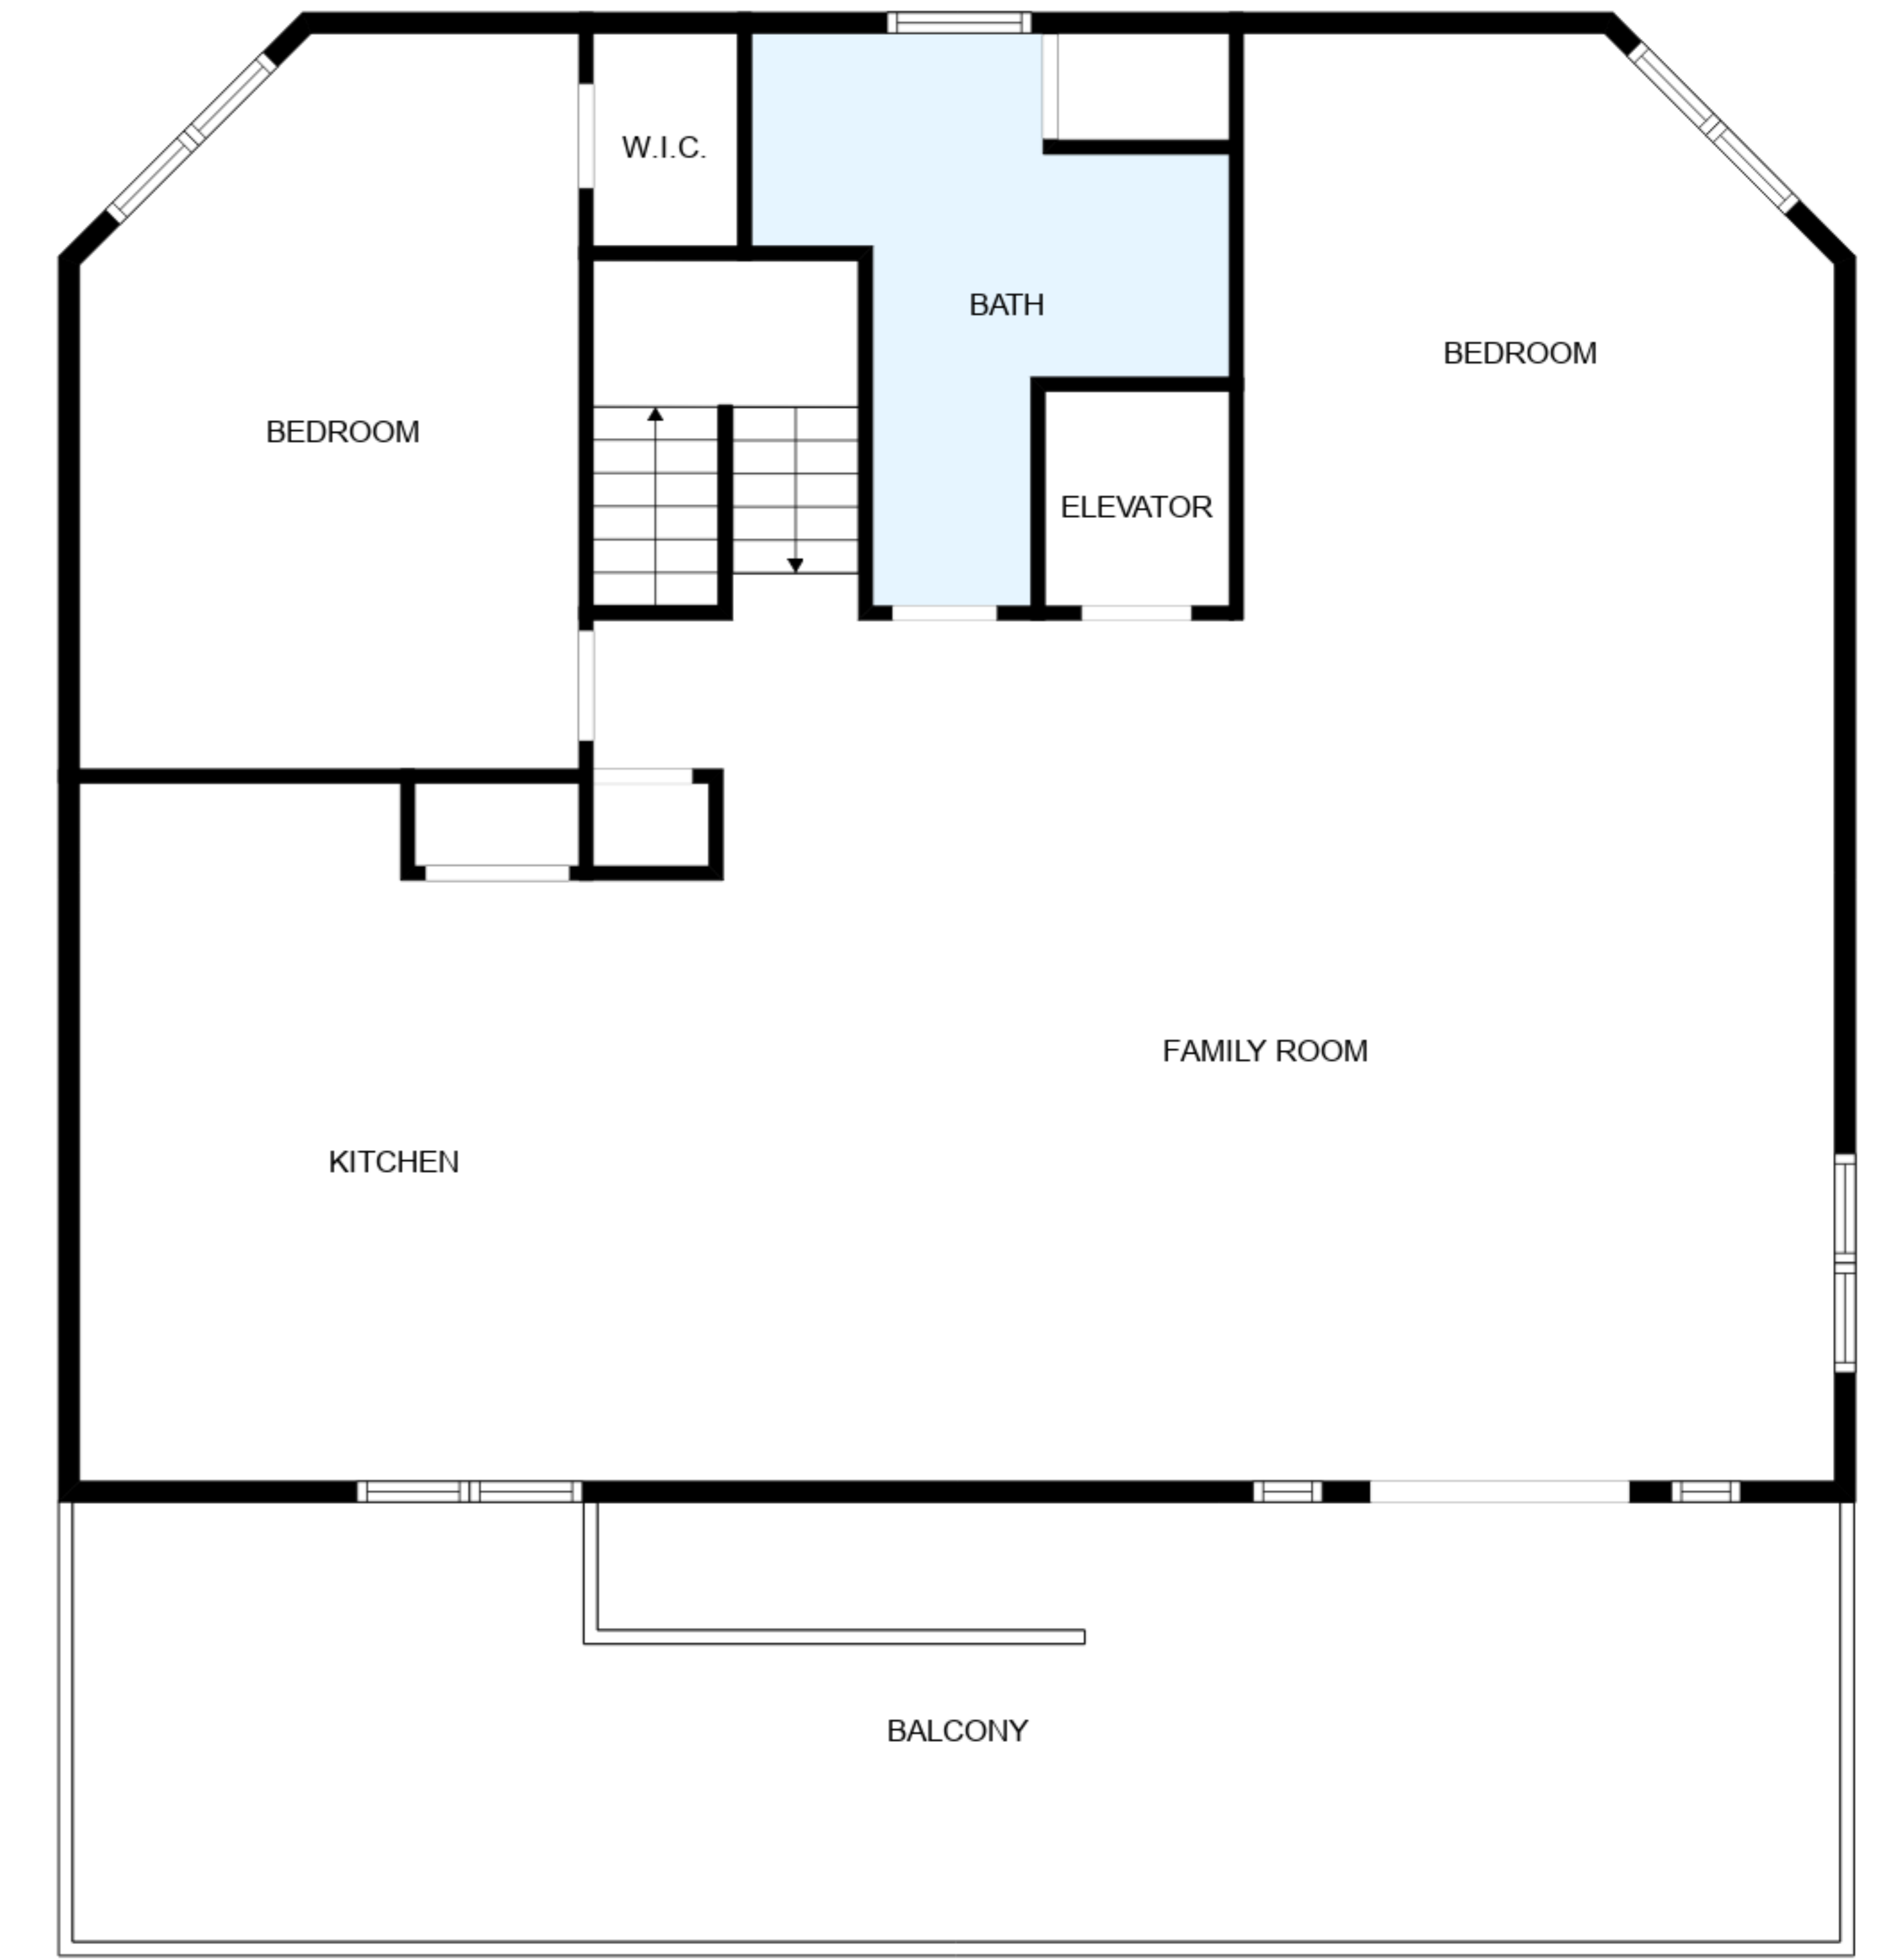 W.I.C.
BATH
BEDROOM
BEDROOM
ELEVATOR
FAMILY ROOM
KITCHEN
BALCONY